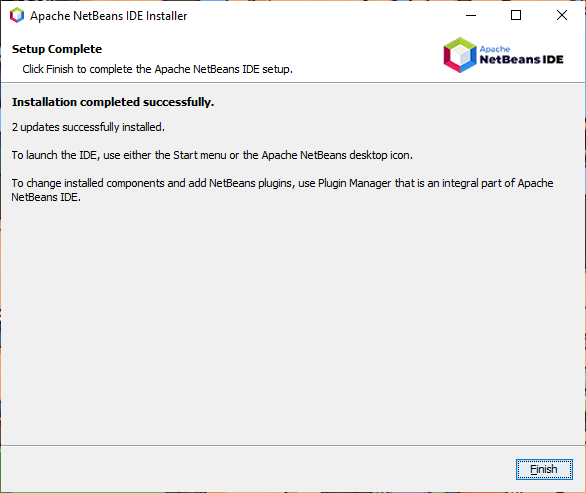 Apache NetBeans IDE Installer
Setup Complete
Click Finish to complete the Apache NetBeans IDE setup.
Apache
NetBeans IDE
Installation completed successfully.
2 updates successfully installed.
To launch the IDE, use either the Start menu or the Apache NetBeans desktop icon.
To change installed components and add NetBeans plugins, use Plugin Manager that is an integral part of Apache
NetBeans IDE.
Finish